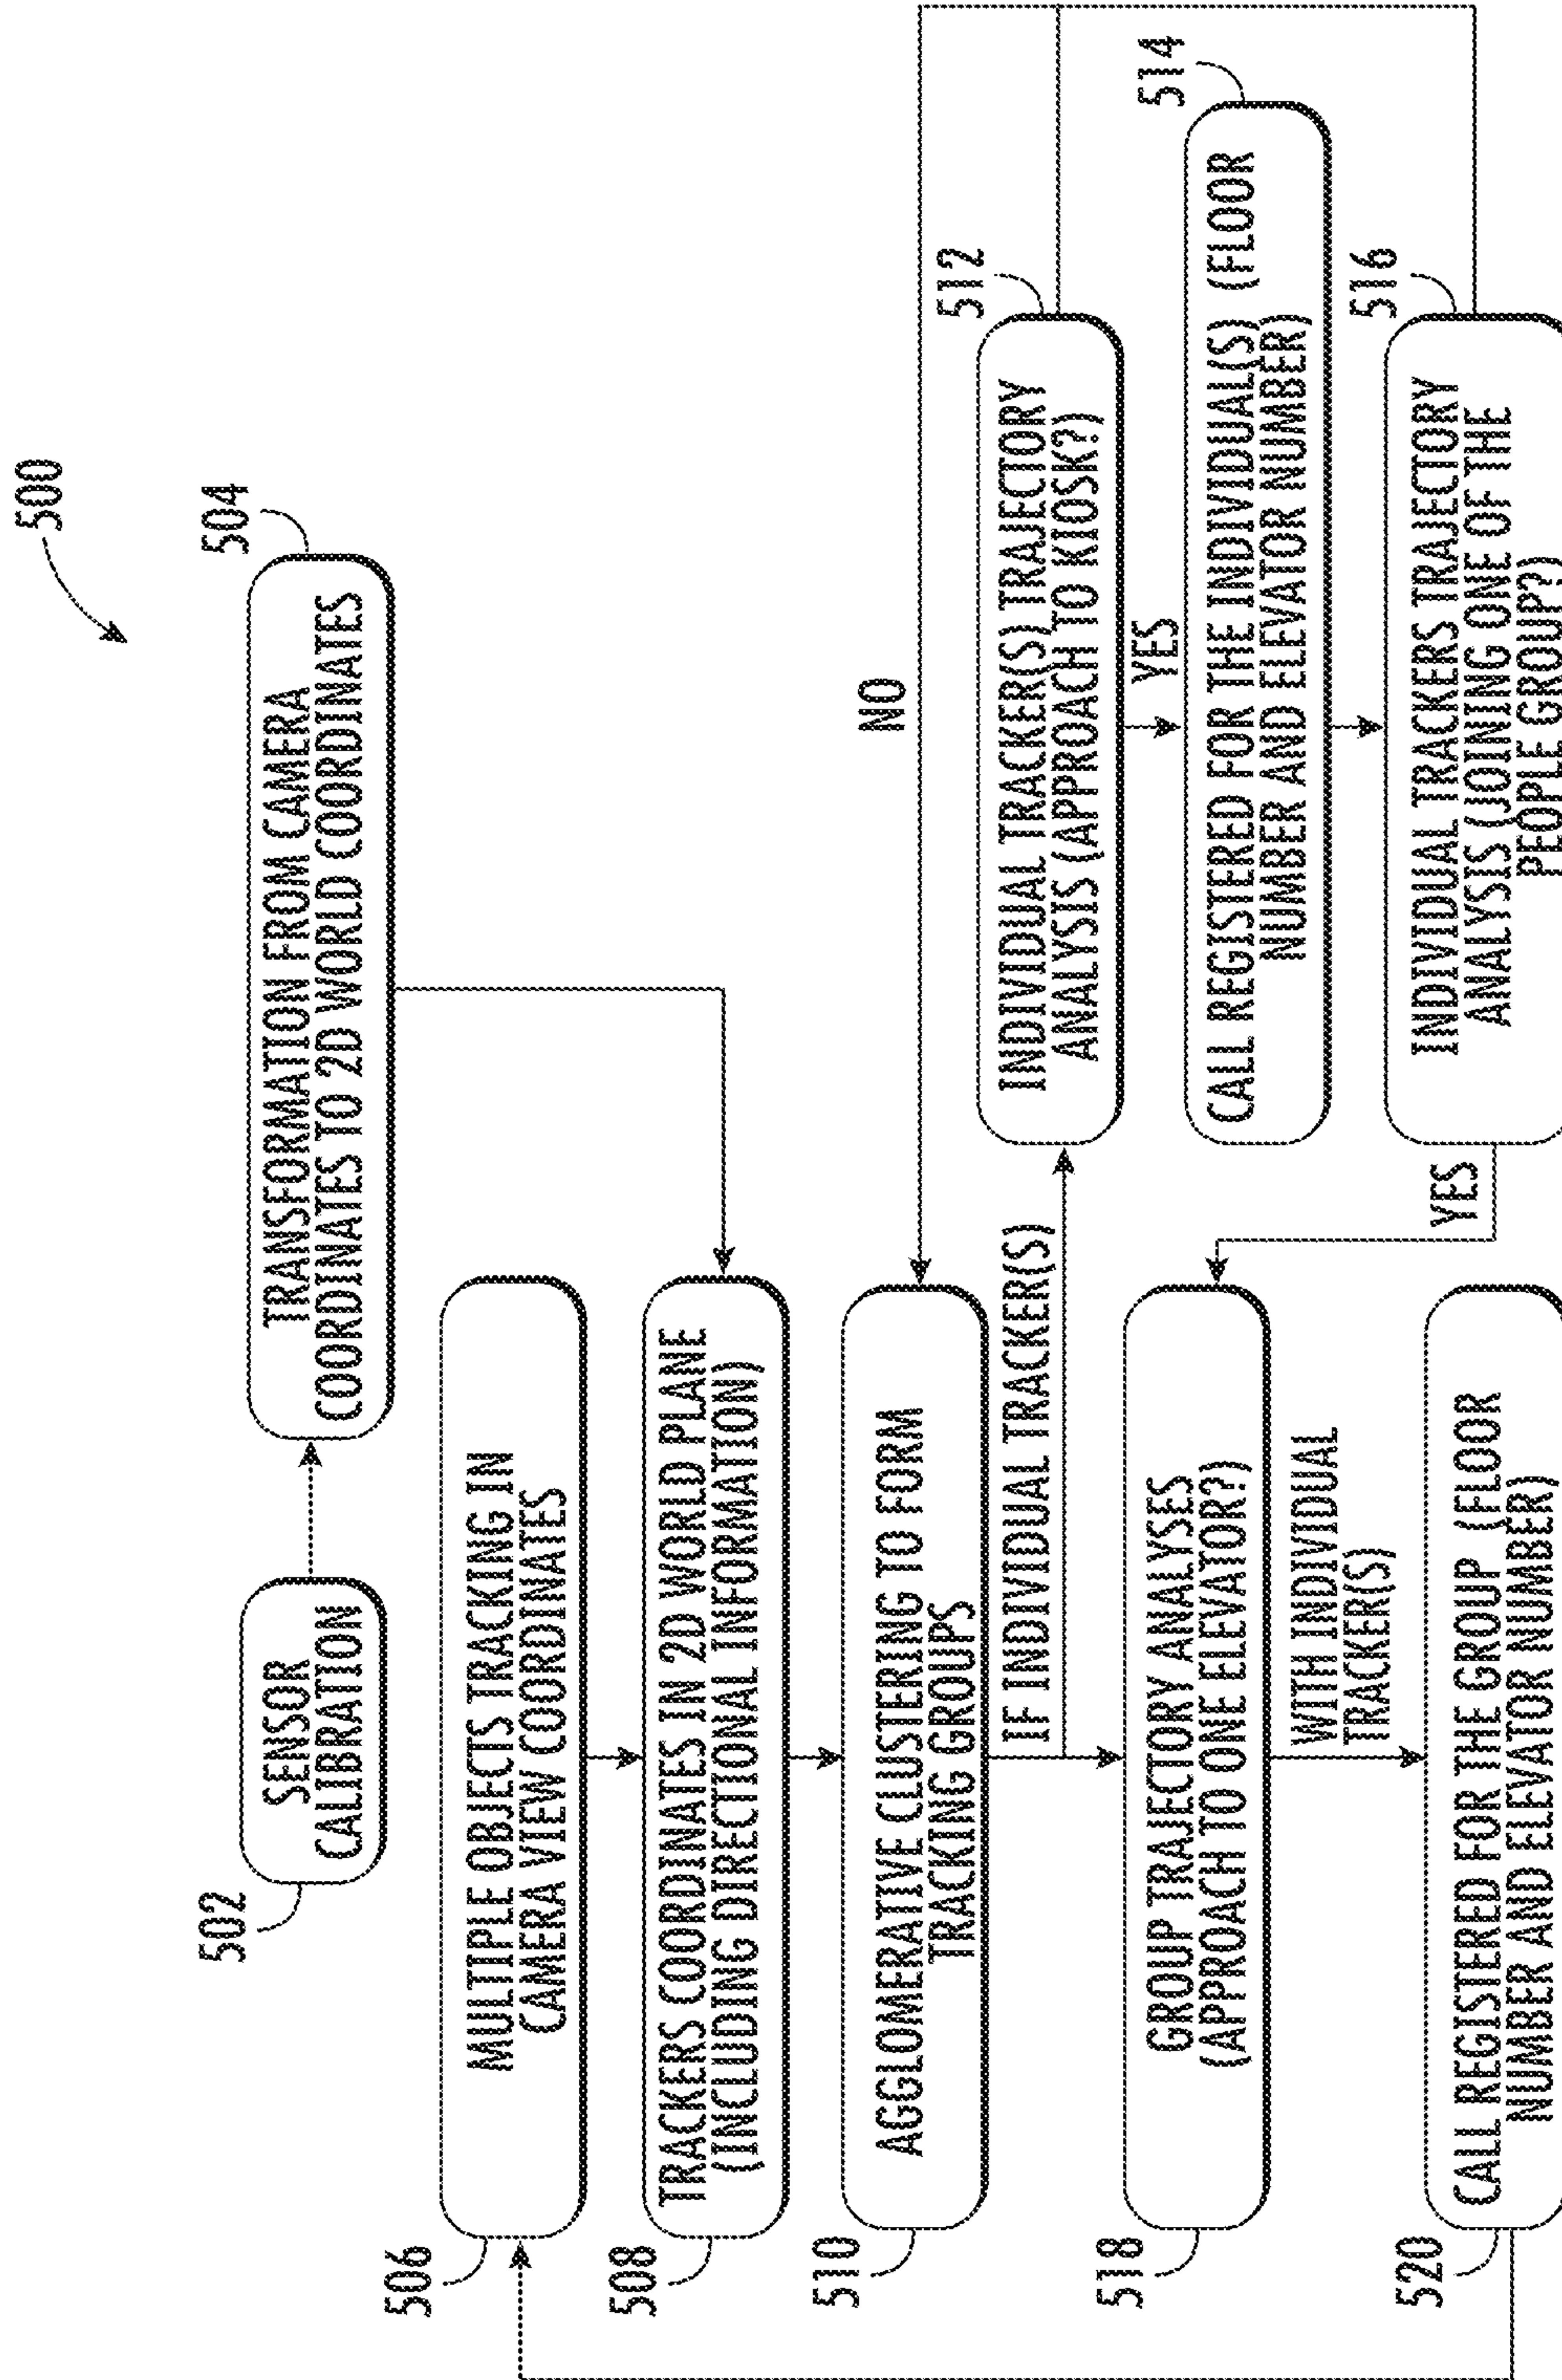 500
502
SENSOR
CALIBRATION
504
TRANSFORMATION FROM CAMERA
COORDINATES TO 2D WORLD COORDINATES
506
MULTIPLE OBJECTS TRACKING IN
CAMERA VIEW COORDINATES
508
TRACKERS COORDINATES IN 2D WORLD PLANE
(INCLUDING DIRECTIONAL INFORMATION)
510
AGGLOMERATIVE CLUSTERING TO FORM
TRACKING GROUPS
NO
IF INDIVIDUAL TRACKER(S)
512
INDIVIDUAL TRACKER(S) TRAJECTORY
ANALYSIS (APPROACH TO KIOSK?)
YES
514
CALL REGISTERED FOR THE INDIVIDUAL(S) (FLOOR
NUMBER AND ELEVATOR NUMBER)
516
INDIVIDUAL TRACKERS TRAJECTORY
ANALYSIS (JOINING ONE OF THE
PEOPLE GROUP?)
YES
518
GROUP TRAJECTORY ANALYSES
(APPROACH TO ONE ELEVATOR?)
WITH INDIVIDUAL
TRACKER(S)
520
CALL REGISTERED FOR THE GROUP (FLOOR
NUMBER AND ELEVATOR NUMBER)